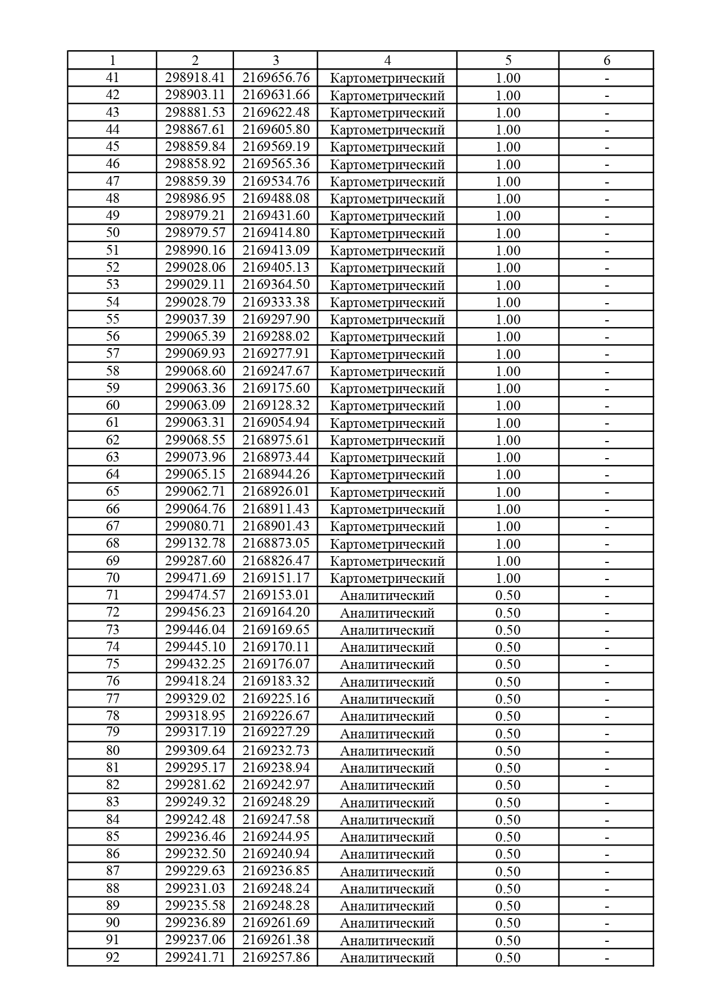 1 2 3 4 5 6
41 298918.41 2169656.76 Картометрический 1.00 -
42 298903.11 2169631.66 Картометрический 1.00 -
43 298881.53 2169622.48 Картометрический 1.00 -
44 298867.61 2169605.80 Картометрический 1.00 -
45 298859.84 2169569.19 Картометрический 1.00 -
46 298858.92 2169565.36 Картометрический 1.00 -
47 298859.39 2169534.76 Картометрический 1.00 -
48 298986.95 2169488.08 Картометрический 1.00 -
49 298979.21 2169431.60 Картометрический 1.00 -
50 298979.57 2169414.80 Картометрический 1.00 -
51 298990.16 2169413.09 Картометрический 1.00 -
52 299028.06 2169405.13 Картометрический 1.00 -
53 299029.11 2169364.50 Картометрический 1.00 -
54 299028.79 2169333.38 Картометрический 1.00 -
55 299037.39 2169297.90 Картометрический 1.00 -
56 299065.39 2169288.02 Картометрический 1.00 -
57 299069.93 2169277.91 Картометрический 1.00 -
58 299068.60 2169247.67 Картометрический 1.00 -
59 299063.36 2169175.60 Картометрический 1.00 -
60 299063.09 2169128.32 Картометрический 1.00 -
61 299063.31 2169054.94 Картометрический 1.00 -
62 299068.55 2168975.61 Картометрический 1.00 -
63 299073.96 2168973.44 Картометрический 1.00 -
64 299065.15 2168944.26 Картометрический 1.00 -
65 299062.71 2168926.01 Картометрический 1.00 -
66 299064.76 2168911.43 Картометрический 1.00 -
67 299080.71 2168901.43 Картометрический 1.00 -
68 299132.78 2168873.05 Картометрический 1.00 -
69 299287.60 2168826.47 Картометрический 1.00 -
70 299471.69 2169151.17 Картометрический 1.00 -
71 299474.57 2169153.01 Аналитический 0.50 -
72 299456.23 2169164.20 Аналитический 0.50 -
73 299446.04 2169169.65 Аналитический 0.50 -
74 299445.10 2169170.11 Аналитический 0.50 -
75 299432.25 2169176.07 Аналитический 0.50 -
76 299418.24 2169183.32 Аналитический 0.50 -
77 299329.02 2169225.16 Аналитический 0.50 -
78 299318.95 2169226.67 Аналитический 0.50 -
79 299317.19 2169227.29 Аналитический 0.50 -
80 299309.64 2169232.73 Аналитический 0.50 -
81 299295.17 2169238.94 Аналитический 0.50 -
82 299281.62 2169242.97 Аналитический 0.50 -
83 299249.32 2169248.29 Аналитический 0.50 -
84 299242.48 2169247.58 Аналитический 0.50 -
85 299236.46 2169244.95 Аналитический 0.50 -
86 299232.50 2169240.94 Аналитический 0.50 -
87 299229.63 2169236.85 Аналитический 0.50 -
88 299231.03 2169248.24 Аналитический 0.50 -
89 299235.58 2169248.28 Аналитический 0.50 -
90 299236.89 2169261.69 Аналитический 0.50 -
91 299237.06 2169261.38 Аналитический 0.50 -
92 299241.71 2169257.86 Аналитический 0.50 -